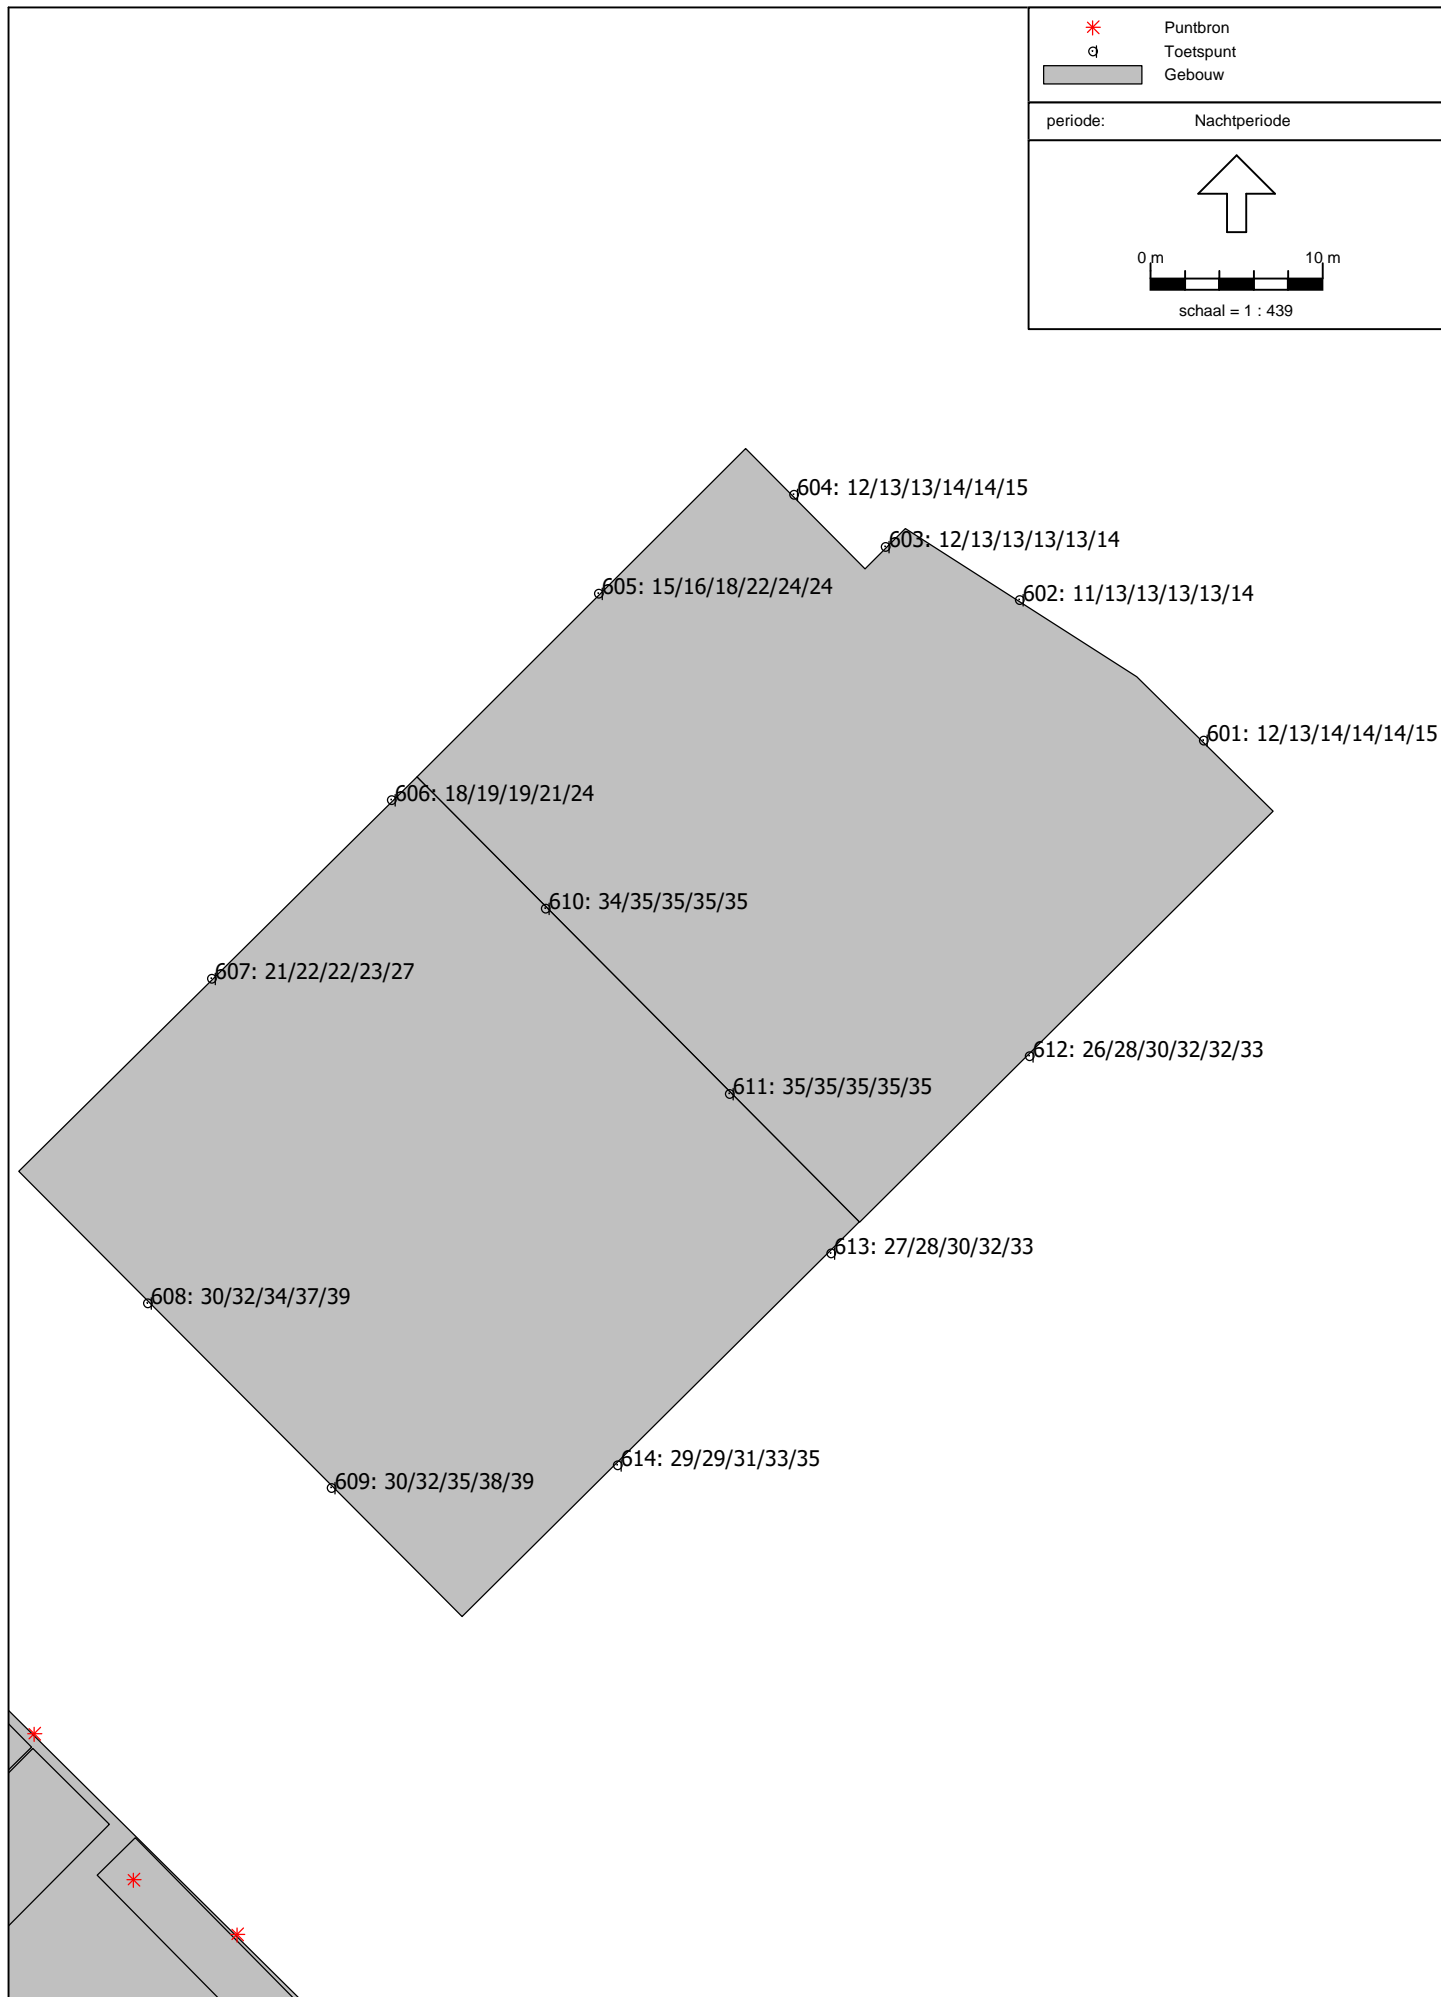 Puntbron
Toetspunt
Gebouw
periode: Nachtperiode
0 m 10 m
schaal = 1 : 439
604: 12/13/13/14/14/15
603: 12/13/13/13/13/14
605: 15/16/18/22/24/24
602: 11/13/13/13/13/14
601: 12/13/14/14/14/15
606: 18/19/19/21/24
610: 34/35/35/35/35
607: 21/22/22/23/27
612: 26/28/30/32/32/33
611: 35/35/35/35/35
613: 27/28/30/32/33
608: 30/32/34/37/39
614: 29/29/31/33/35
609: 30/32/35/38/39